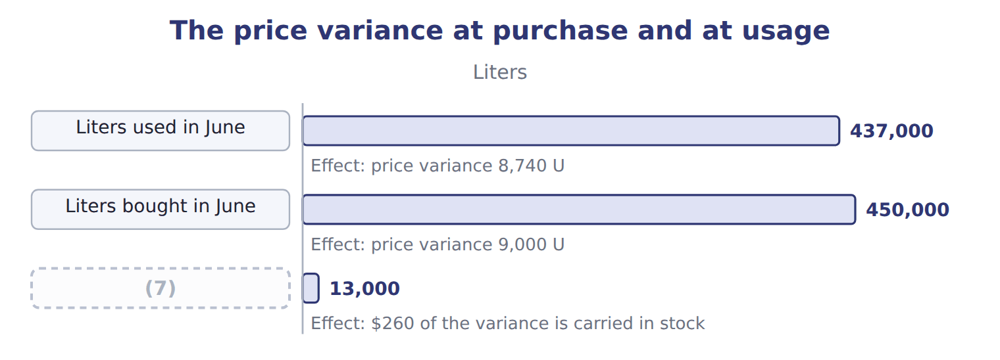 The price variance at purchase and at usage
Liters
Liters used in June
437,000
Effect: price variance 8,740 U
Liters bought in June
450,000
Effect: price variance 9,000 U
(7)
13,000
Effect: $260 of the variance is carried in stock